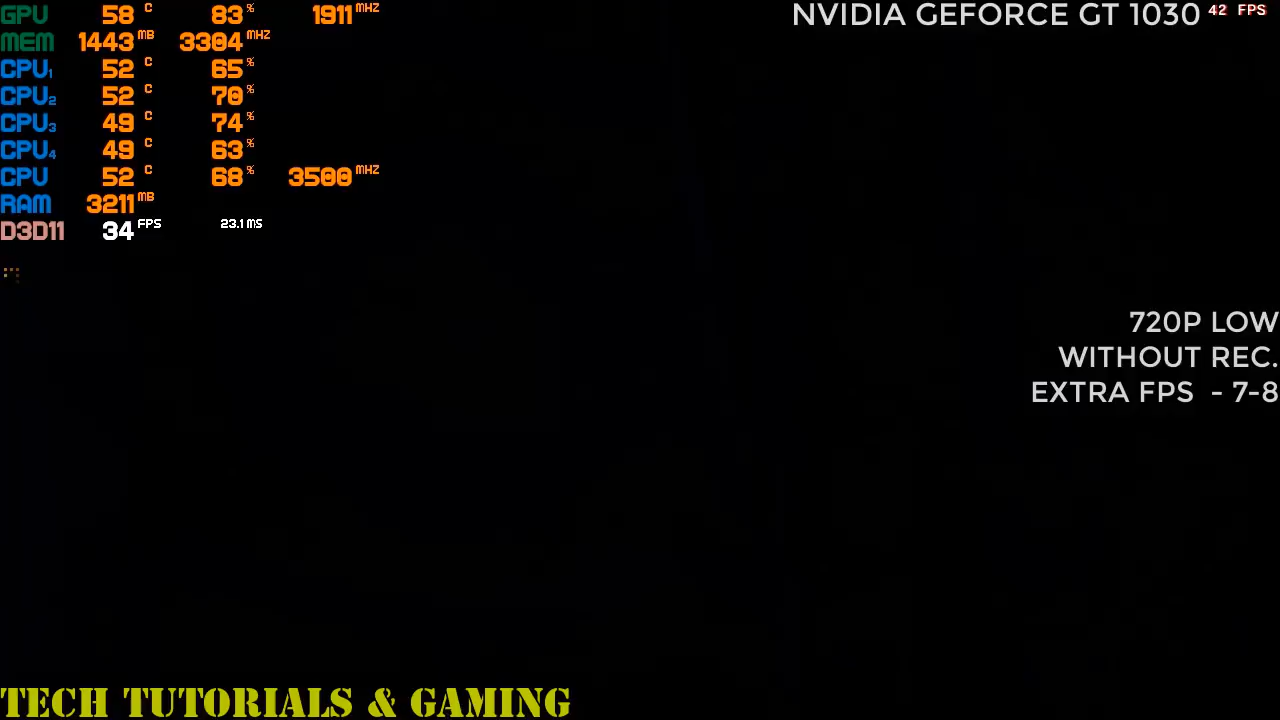 GPU 58 C 83 % 1911 MHZ
NVIDIA GEFORCE GT 1030 42 FPS
MEM 1443 MB 3304 MHZ
CPU1 52 C 65 %
CPU2 52 C 70 %
CPU3 49 C 74 %
CPU4 49 C 63 %
CPU 52 C 68 % 3500 MHZ
RAM 3211 MB
D3D11 34 FPS 23.1 MS
720P LOW
WITHOUT REC.
EXTRA FPS - 7-8
TECH TUTORIALS & GAMING